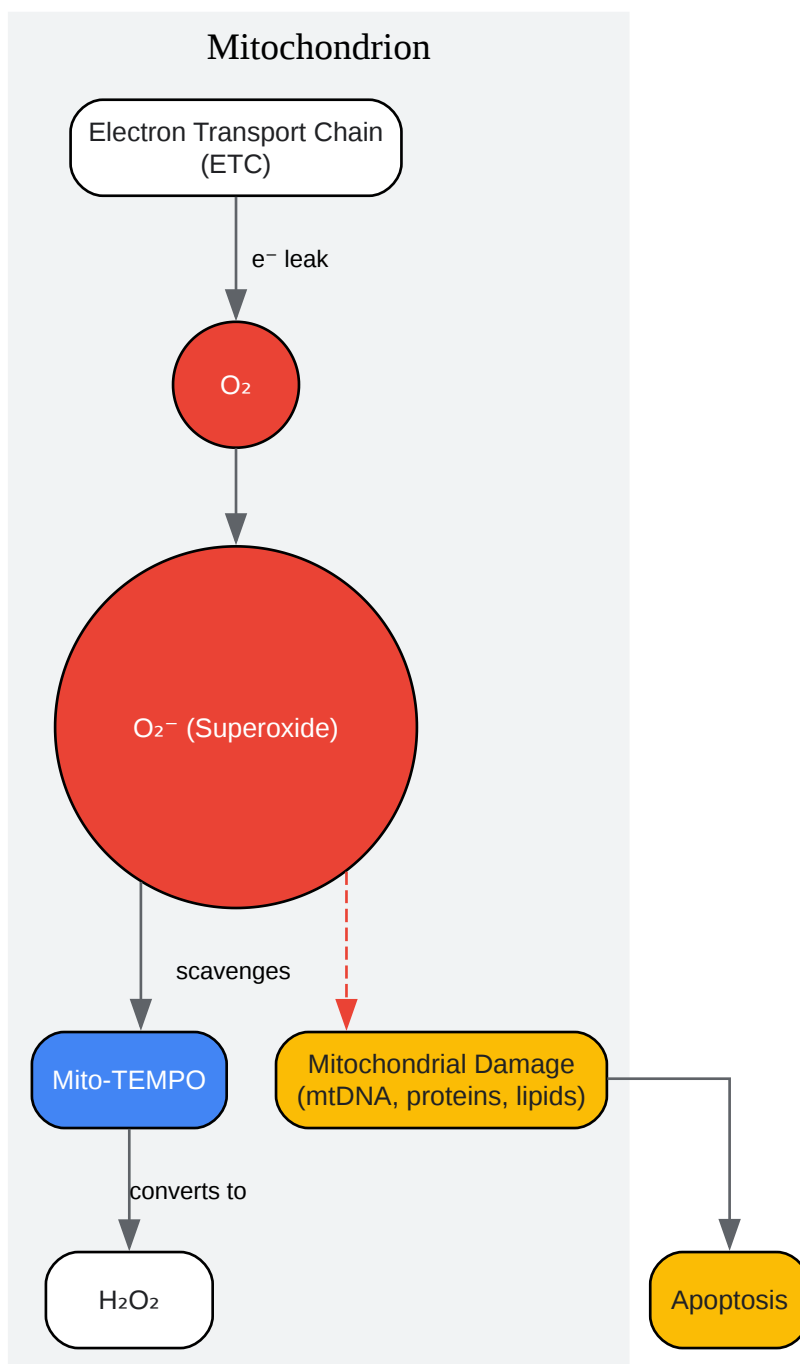 Mitochondrion
Electron Transport Chain
(ETC)
e⁻ leak
O₂
O₂⁻ (Superoxide)
scavenges
Mito-TEMPO
Mitochondrial Damage
(mtDNA, proteins, lipids)
converts to
H₂O₂
Apoptosis